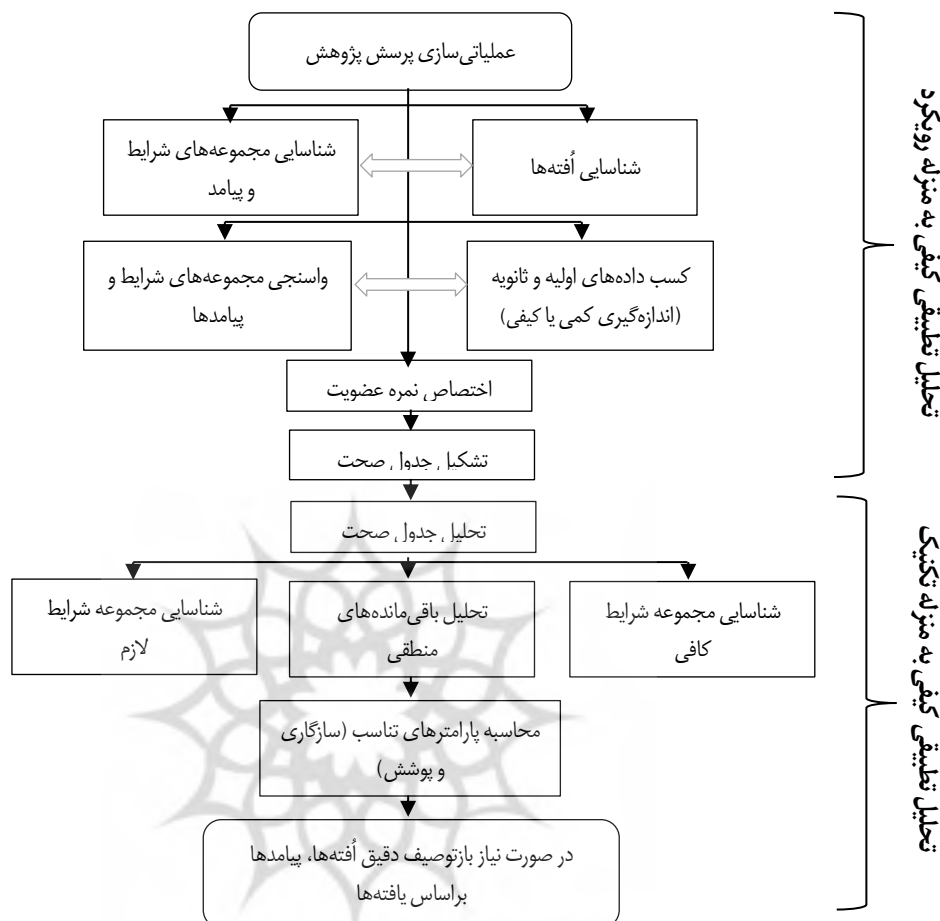 عملیاتی‌سازی پرسش پژوهش
شناسایی اُفته‌ها
شناسایی مجموعه‌های شرایط
و پیامد
کسب داده‌های اولیه و ثانویه
(اندازه‌گیری کمی یا کیفی)
واسنجی مجموعه‌های شرایط و
پیامدها
اختصاص نمره عضویت
تشکیل جدول صحت
تحلیل تطبیقی کیفی به منزله رویکرد
تحلیل جدول صحت
شناسایی مجموعه شرایط
کافی
تحلیل باقی‌مانده‌های
منطقی
شناسایی مجموعه شرایط
لازم
محاسبه پارامترهای تناسب (سازگاری
و پوشش)
در صورت نیاز بازتوصیف دقیق اُفته‌ها، پیامدها
براساس یافته‌ها
تحلیل تطبیقی کیفی به منزله تکنیک